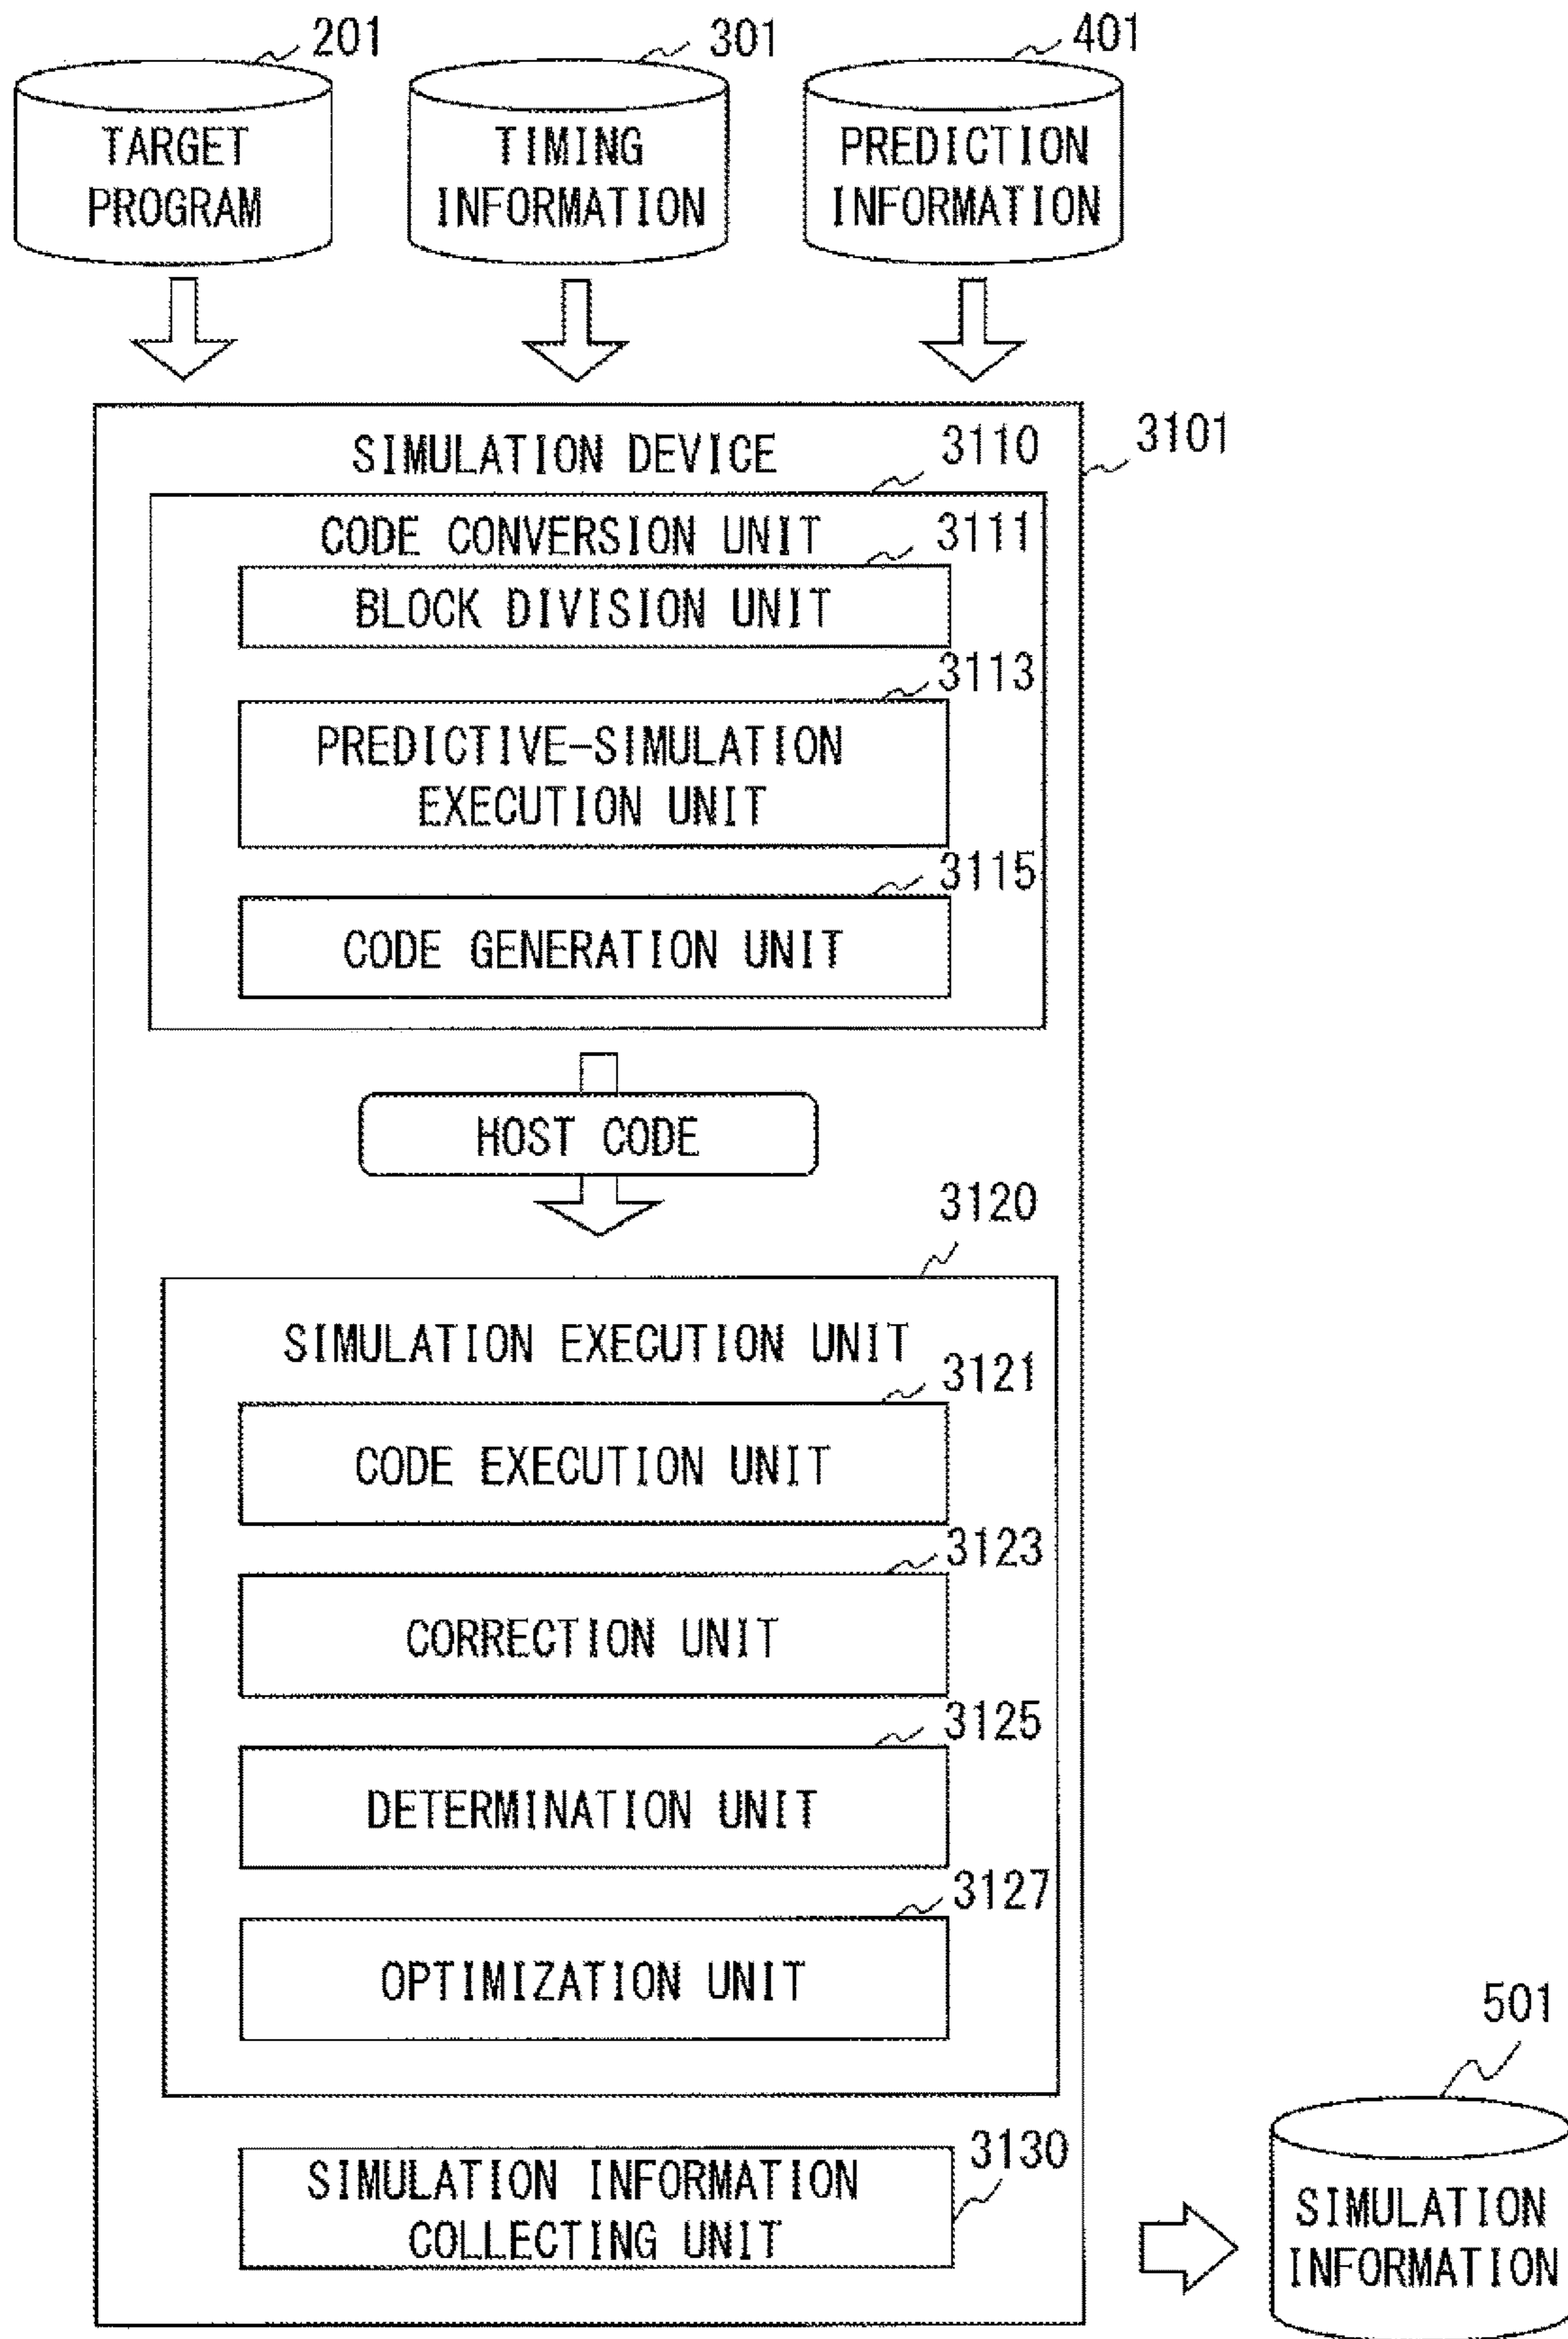 201
301
401
TARGET
PROGRAM
TIMING
INFORMATION
PREDICTION
INFORMATION
3101
SIMULATION DEVICE
3110
CODE CONVERSION UNIT
3111
BLOCK DIVISION UNIT
3113
PREDICTIVE-SIMULATION
EXECUTION UNIT
3115
CODE GENERATION UNIT
HOST CODE
3120
SIMULATION EXECUTION UNIT
3121
CODE EXECUTION UNIT
3123
CORRECTION UNIT
3125
DETERMINATION UNIT
3127
OPTIMIZATION UNIT
3130
SIMULATION INFORMATION
COLLECTING UNIT
501
SIMULATION
INFORMATION